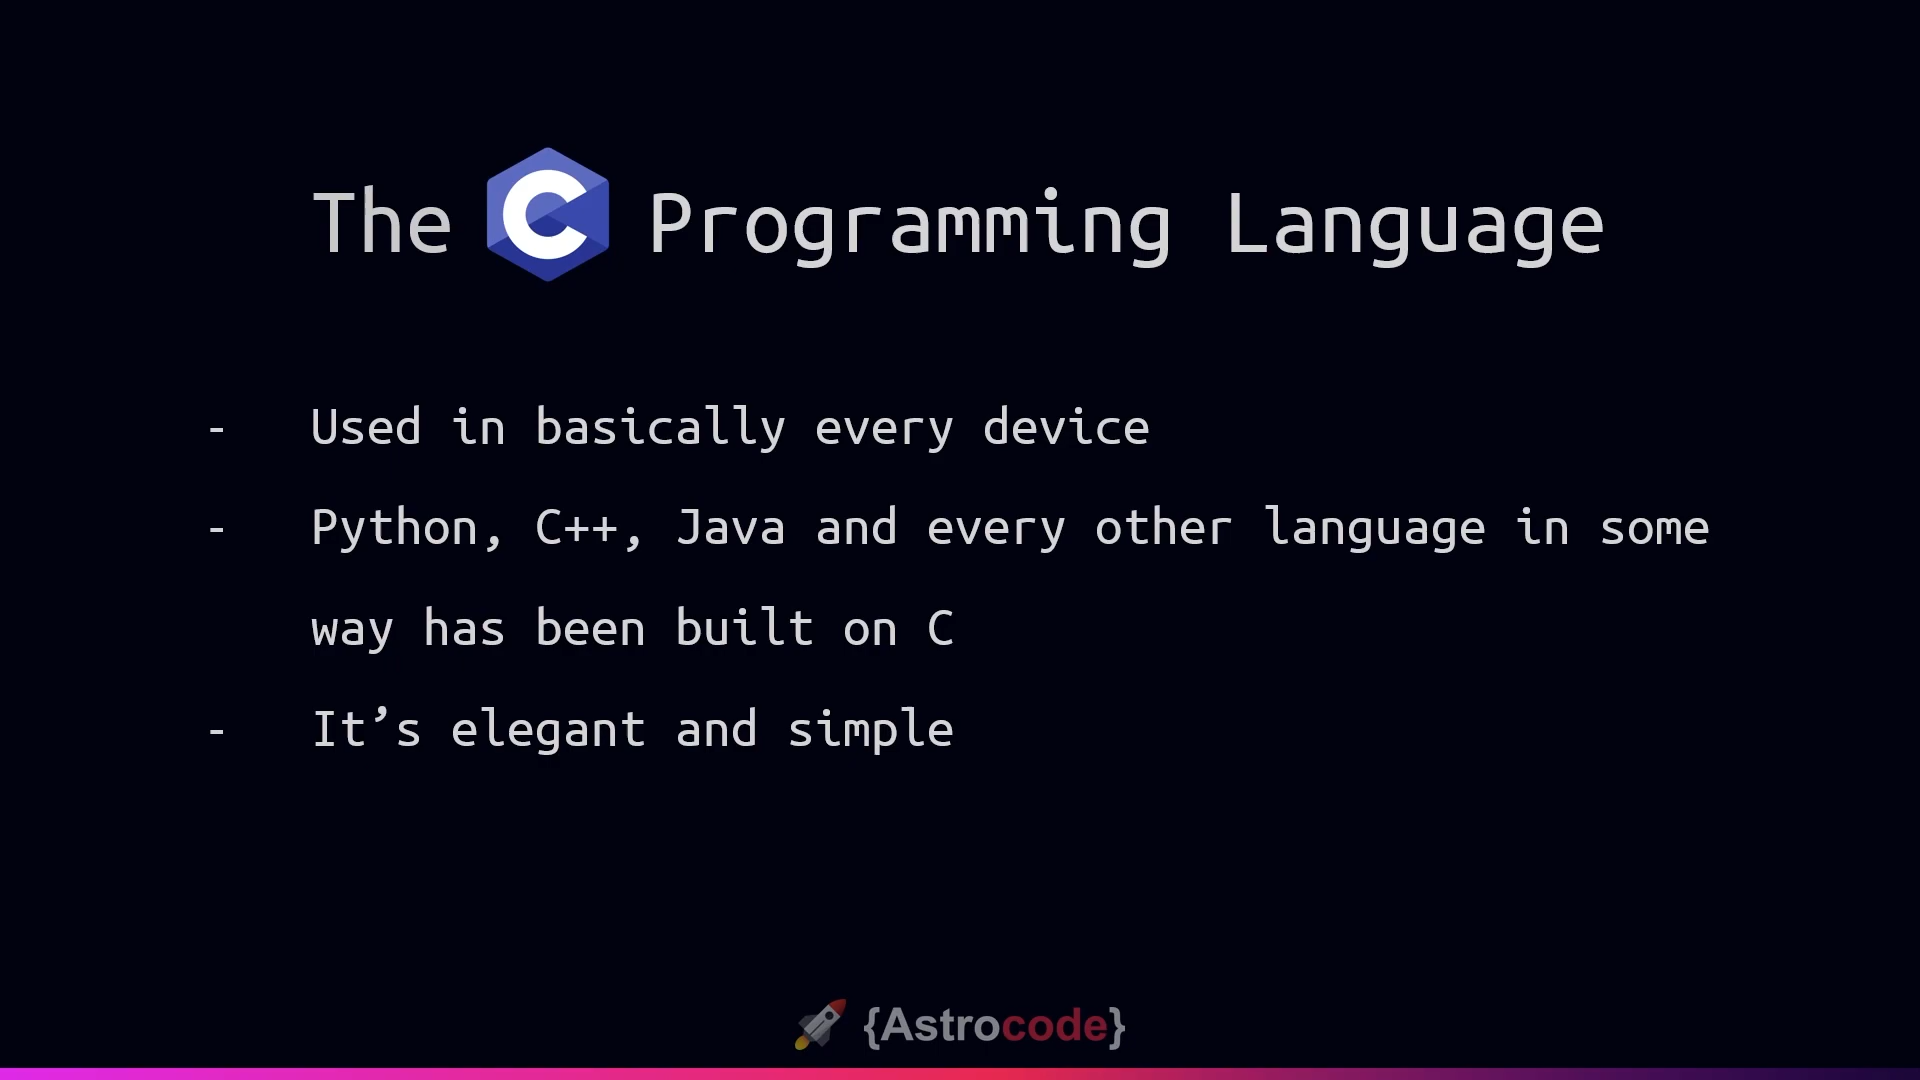 The C Programming Language
- Used in basically every device
- Python, C++, Java and every other language in some
way has been built on C
- It’s elegant and simple
{Astrocode}